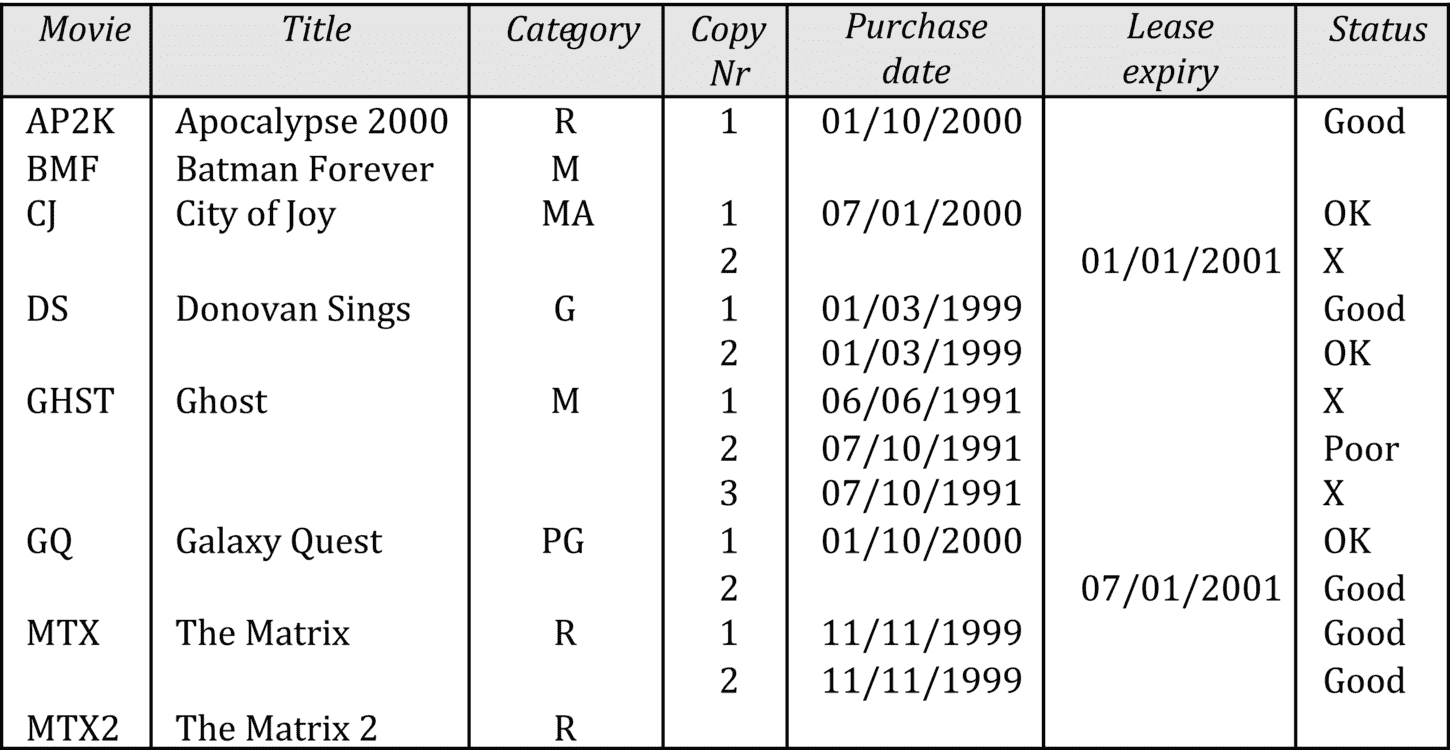 Movie Title Category Copy Nr Purchase date Lease expiry Status
AP2K Apocalypse 2000 R 1 01/10/2000 Good
BMF Batman Forever M
CJ City of Joy MA 1 07/01/2000 OK
2 01/01/2001 X
DS Donovan Sings G 1 01/03/1999 Good
2 01/03/1999 OK
GHST Ghost M 1 06/06/1991 X
2 07/10/1991 Poor
3 07/10/1991 X
GQ Galaxy Quest PG 1 01/10/2000 OK
2 07/01/2001 Good
MTX The Matrix R 1 11/11/1999 Good
2 11/11/1999 Good
MTX2 The Matrix 2 R